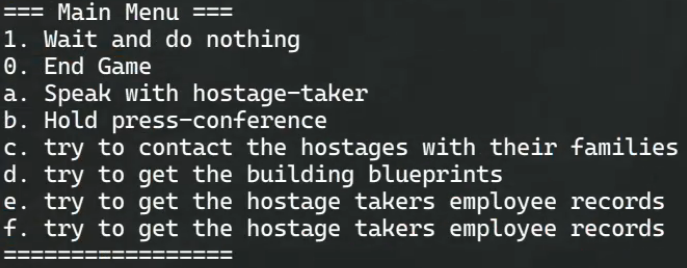 === Main Menu ===
1. Wait and do nothing
0. End Game
a. Speak with hostage-taker
b. Hold press-conference
c. try to contact the hostages with their families
d. try to get the building blueprints
e. try to get the hostage takers employee records
f. try to get the hostage takers employee records
=================